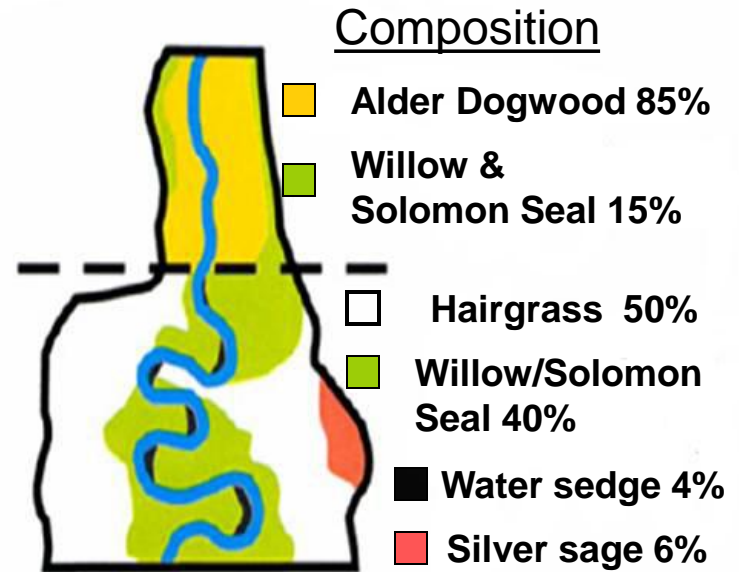 Composition
Alder Dogwood 85%
Willow &
Solomon Seal 15%
Hairgrass 50%
Willow/Solomon
Seal 40%
Water sedge 4%
Silver sage 6%